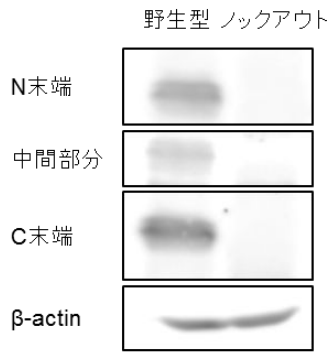 野生型 ノックアウト
N末端
中間部分
C末端
β-actin